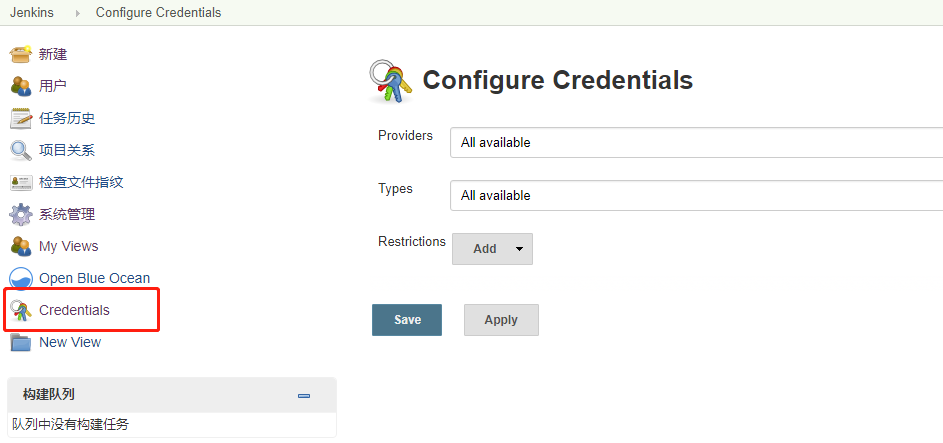 Jenkins Configure Credentials
新建
用户
任务历史
项目关系
检查文件指纹
系统管理
My Views
Open Blue Ocean
Credentials
New View
构建队列
队列中没有构建任务
Configure Credentials
Providers All available
Types All available
Restrictions Add
Save Apply